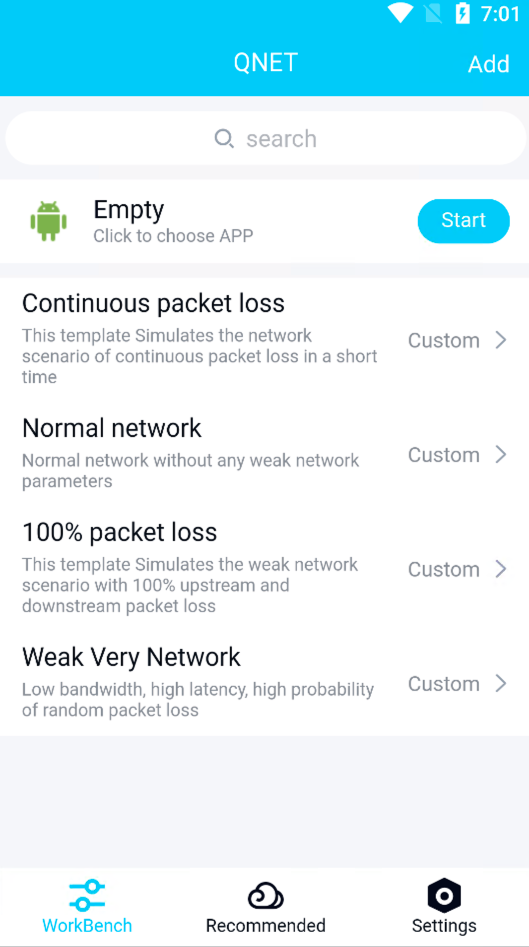 7:01
QNET
Add
search
Empty
Click to choose APP
Start
Continuous packet loss
This template Simulates the network
scenario of continuous packet loss in a short
time
Custom
Normal network
Normal network without any weak network
parameters
Custom
100% packet loss
This template Simulates the weak network
scenario with 100% upstream and
downstream packet loss
Custom
Weak Very Network
Low bandwidth, high latency, high probability
of random packet loss
Custom
WorkBench
Recommended
Settings